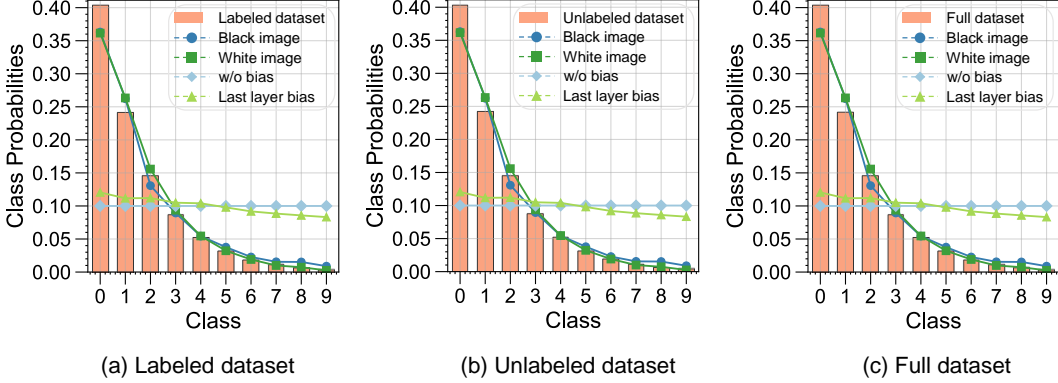 Class Probabilities
0.40
0.35
0.30
0.25
0.20
0.15
0.10
0.05
0.00
Labeled dataset
Black image
White image
w/o bias
Last layer bias
0 1 2 3 4 5 6 7 8 9
Class
(a) Labeled dataset
Class Probabilities
0.40
0.35
0.30
0.25
0.20
0.15
0.10
0.05
0.00
Unlabeled dataset
Black image
White image
w/o bias
Last layer bias
0 1 2 3 4 5 6 7 8 9
Class
(b) Unlabeled dataset
Class Probabilities
0.40
0.35
0.30
0.25
0.20
0.15
0.10
0.05
0.00
Full dataset
Black image
White image
w/o bias
Last layer bias
0 1 2 3 4 5 6 7 8 9
Class
(c) Full dataset